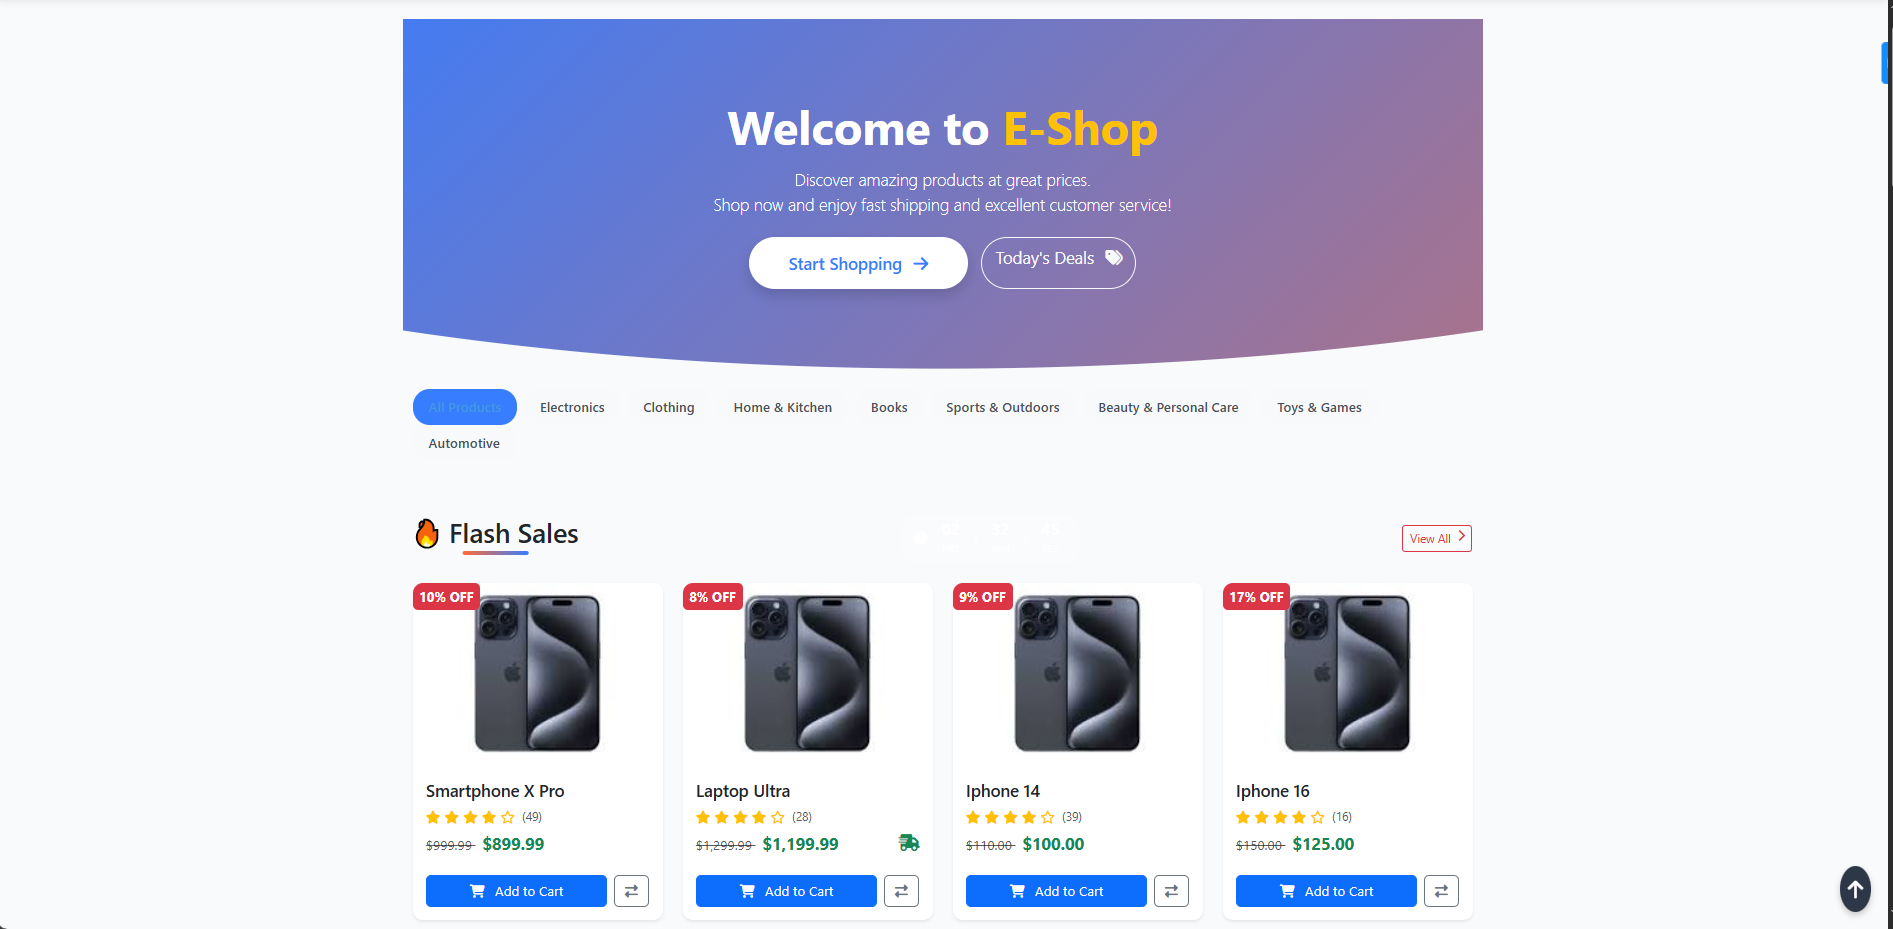 Welcome to E-Shop
Discover amazing products at great prices.
Shop now and enjoy fast shipping and excellent customer service!
Start Shopping
Today's Deals
All Products
Electronics
Clothing
Home & Kitchen
Books
Sports & Outdoors
Beauty & Personal Care
Toys & Games
Automotive
Flash Sales
View All
10% OFF
Smartphone X Pro
(49)
$999.99 $899.99
Add to Cart
8% OFF
Laptop Ultra
(28)
$1,299.99 $1,199.99
Add to Cart
9% OFF
Iphone 14
(39)
$110.00 $100.00
Add to Cart
17% OFF
Iphone 16
(16)
$150.00 $125.00
Add to Cart